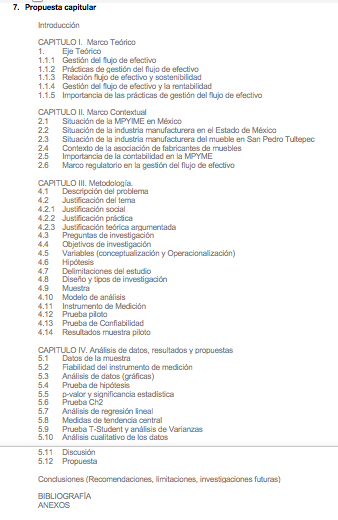 7. Propuesta capitular
Introducción
CAPITULO I. Marco Teórico
1. Eje Teórico
1.1.1 Gestión del flujo de efectivo
1.1.2 Prácticas de gestión del flujo de efectivo
1.1.3 Relación flujo de efectivo y sostenibilidad
1.1.4 Gestión del flujo de efectivo y la rentabilidad
1.1.5 Importancia de las prácticas de gestión del flujo de efectivo
CAPITULO II. Marco Contextual
2.1 Situación de la MPYIME en México
2.2 Situación de la industria manufacturera en el Estado de México
2.3 Situación de la industria manufacturera del mueble en San Pedro Tultepec
2.4 Contexto de la asociación de fabricantes de muebles
2.5 Importancia de la contabilidad en la MPYME
2.6 Marco regulatorio en la gestión del flujo de efectivo
CAPITULO III. Metodología.
4.1 Descripción del problema
4.2 Justificación del tema
4.2.1 Justificación social
4.2.2 Justificación práctica
4.2.3 Justificación teórica argumentada
4.3 Preguntas de investigación
4.4 Objetivos de investigación
4.5 Variables (conceptualización y Operacionalización)
4.6 Hipótesis
4.7 Delimitaciones del estudio
4.8 Diseño y tipos de investigación
4.9 Muestra
4.10 Modelo de análisis
4.11 Instrumento de Medición
4.12 Prueba piloto
4.13 Prueba de Confiabilidad
4.14 Resultados muestra piloto
CAPITULO IV. Análisis de datos, resultados y propuestas
5.1 Datos de la muestra
5.2 Fiabilidad del instrumento de medición
5.3 Análisis de datos (gráficas)
5.4 Prueba de hipótesis
5.5 p-valor y significancia estadística
5.6 Prueba Ch2
5.7 Análisis de regresión lineal
5.8 Medidas de tendencia central
5.9 Prueba T-Student y análisis de Varianzas
5.10 Análisis cualitativo de los datos
5.11 Discusión
5.12 Propuesta
Conclusiones (Recomendaciones, limitaciones, investigaciones futuras)
BIBLIOGRAFÍA
ANEXOS